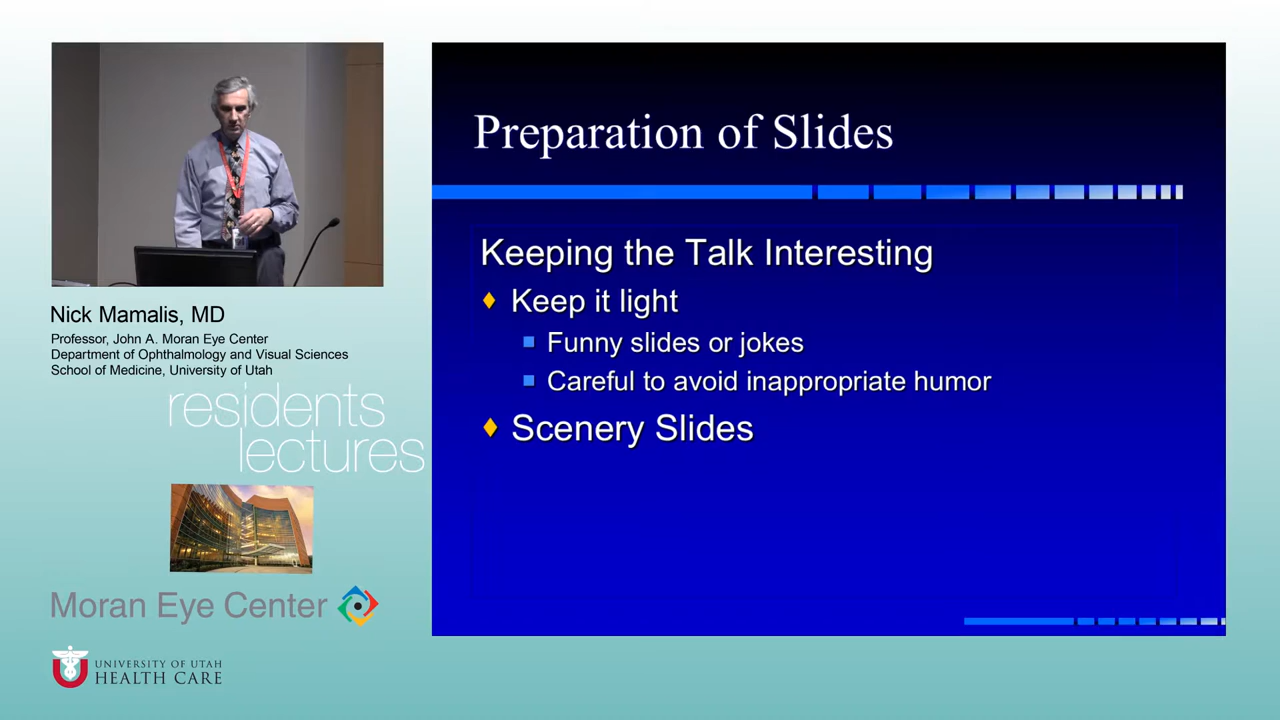 Nick Mamalis, MD
Professor, John A. Moran Eye Center
Department of Ophthalmology and Visual Sciences
School of Medicine, University of Utah
residents
lectures
Moran Eye Center
UNIVERSITY OF UTAH
HEALTH CARE
Preparation of Slides
Keeping the Talk Interesting
Keep it light
Funny slides or jokes
Careful to avoid inappropriate humor
Scenery Slides